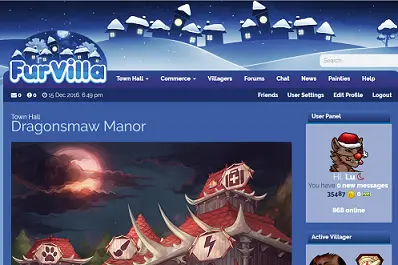 FurVilla
Search
Town Hall Commerce Villagers Forums Chat News Painties Help
0 0 15 Dec 2016, 6:49 pm Friends User Settings Edit Profile Logout
Town Hall
Dragonsmaw Manor
User Panel
Hi, Lu
You have 0 new messages
35487 0
868 online
Active Villager